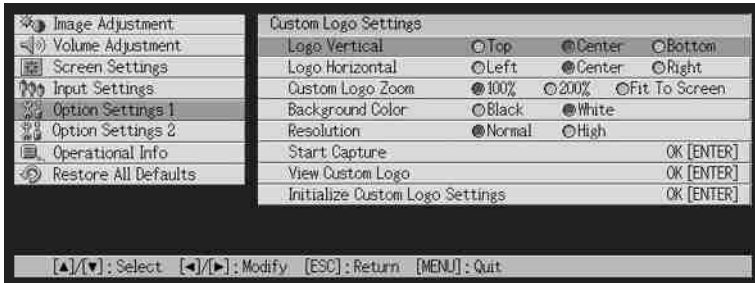 Image Adjustment
Volume Adjustment
Screen Settings
Input Settings
Option Settings 1
Option Settings 2
Operational Info
Restore All Defaults
Custom Logo Settings
Logo Vertical Top Center Bottom
Logo Horizontal Left Center Right
Custom Logo Zoom 100% 200% Fit To Screen
Background Color Black White
Resolution Normal High
Start Capture OK [ENTER]
View Custom Logo OK [ENTER]
Initialize Custom Logo Settings OK [ENTER]
[▲]/[▼]: Select [◄]/[►]: Modify [ESC]: Return [MENU]: Quit